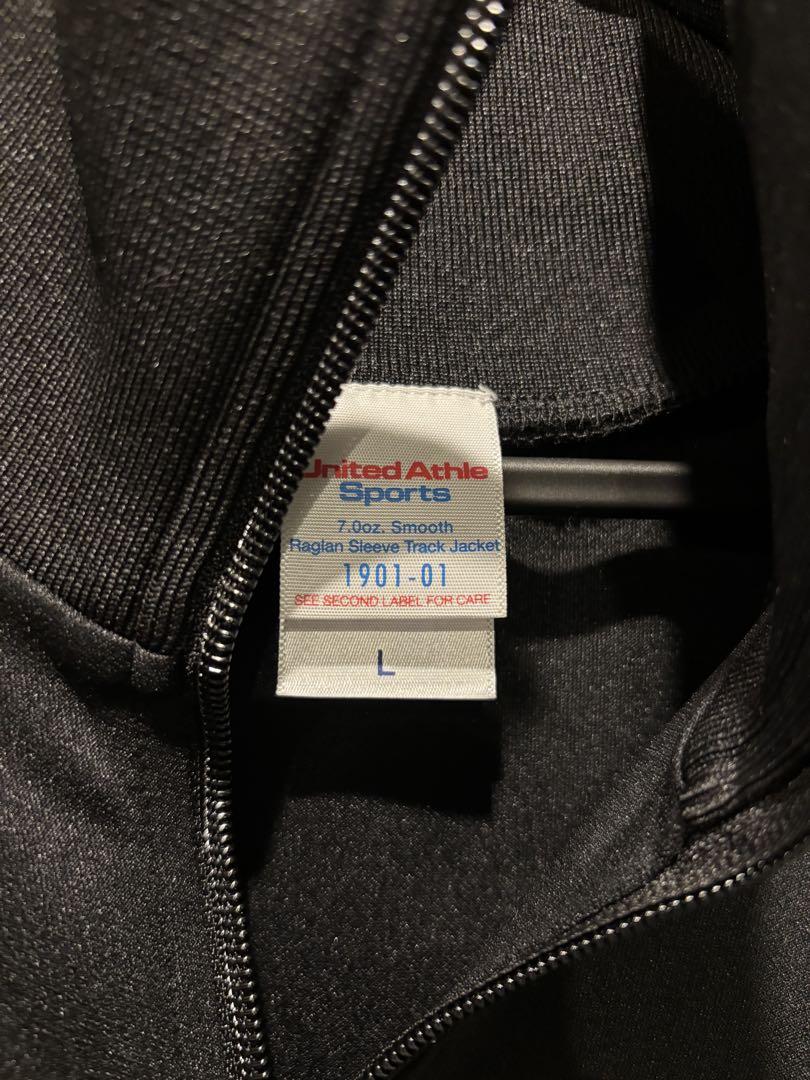 United Athle
Sports
7.0oz. Smooth
Raglan Sleeve Track Jacket
1901-01
SEE SECOND LABEL FOR CARE
L